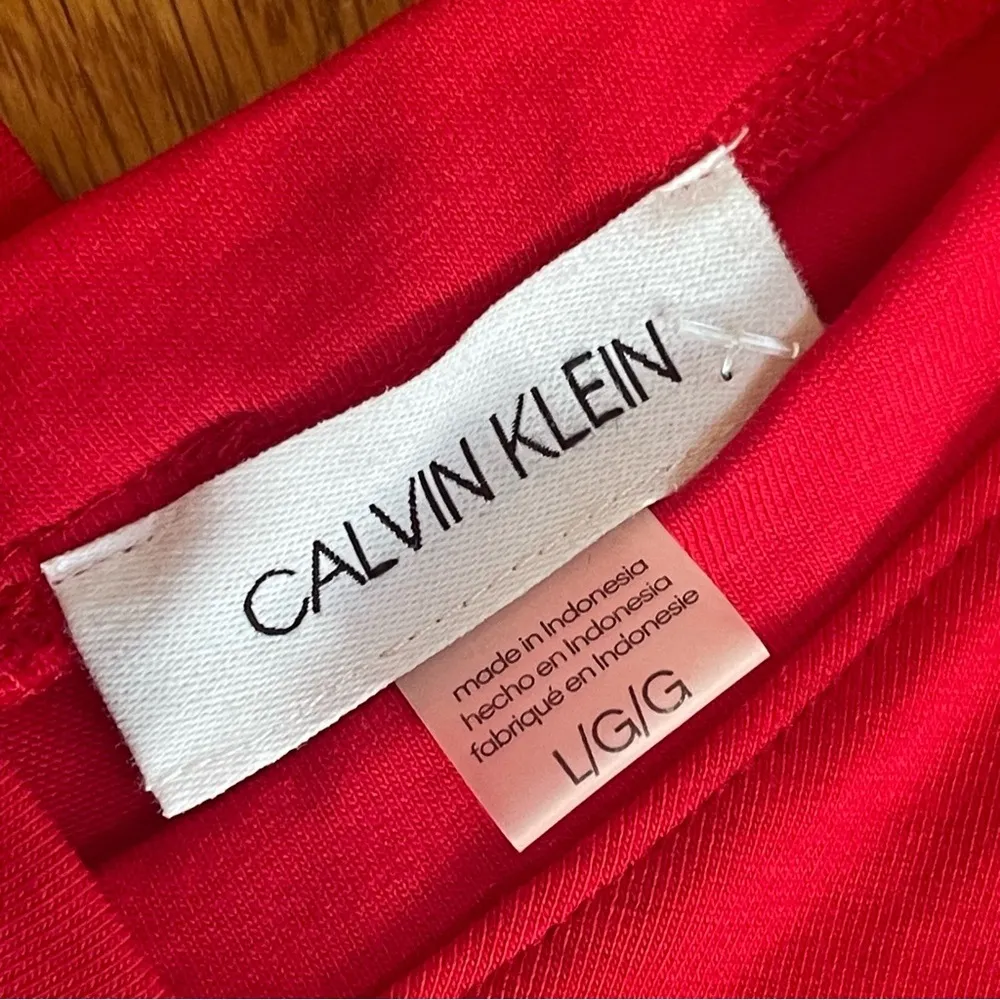 CALVIN KLEIN
made in Indonesia
hecho en Indonesia
fabriqué en Indonesie
L/G/G